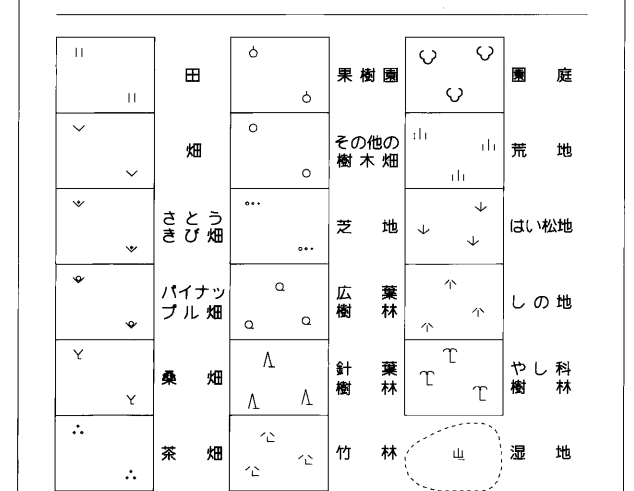 田
果樹園
園庭
畑
その他の
樹木畑
荒地
さとう
きび畑
芝地
はい松地
パイナッ
プル畑
広葉
樹林
しの地
桑畑
針葉
樹林
やし科
樹林
茶畑
竹林
湿地